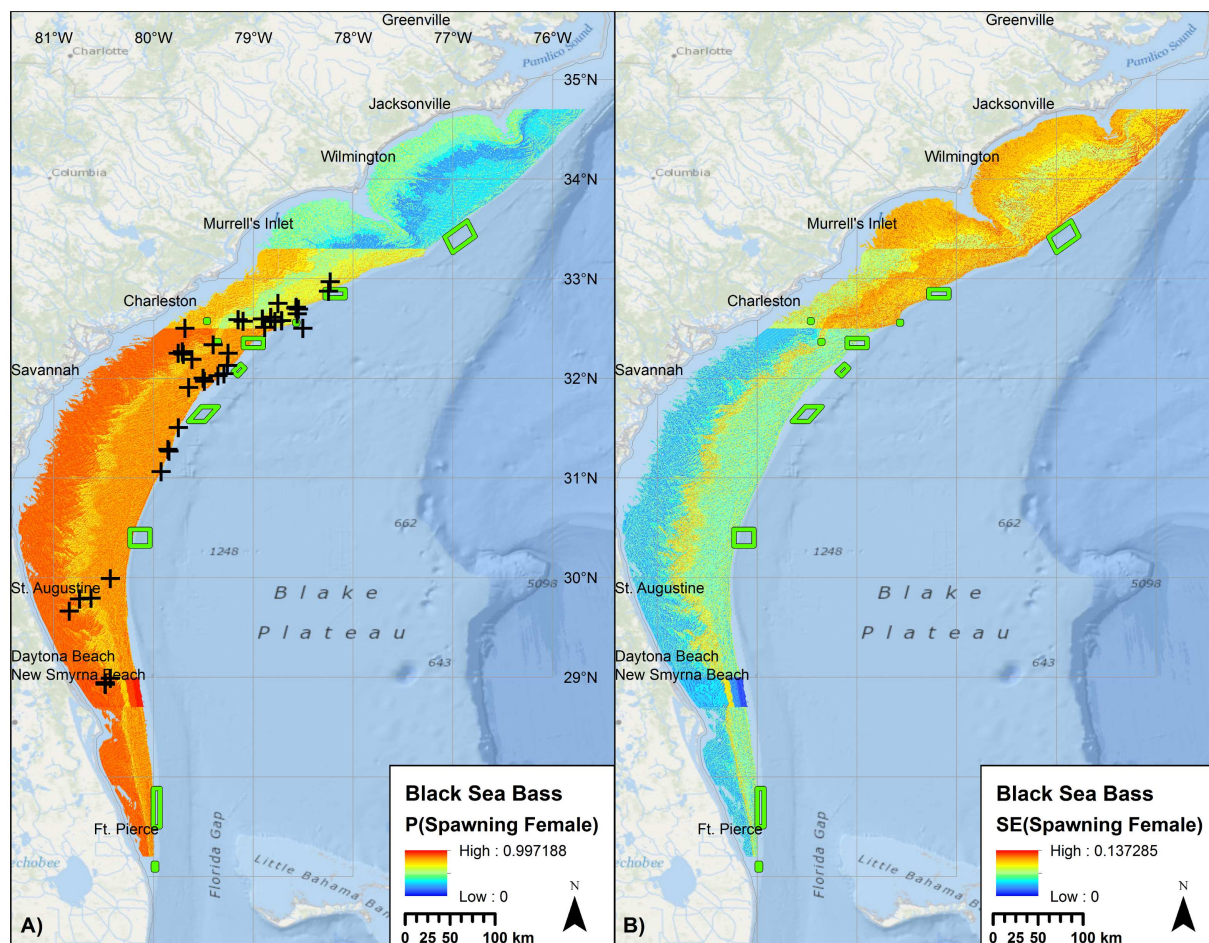 Greenville
81°W 80°W 79°W 78°W 77°W 76°W
Charlotte
Pamlico Sound
35°N
Jacksonville
Wilmington
34°N
Columbia
Murrell's Inlet
33°N
Charleston
Savannah
32°N
31°N
662
1248
30°N
St. Augustine
5098
Blake
Plateau
Daytona Beach
New Smyrna Beach
643
29°N
Black Sea Bass
P(Spawning Female)
High : 0.997188
Low : 0
Ft. Pierce
Florida Gap
Little Bahama Ban
echobee
N
0 25 50 100 km
A)
Greenville
Charlotte
Pamlico Sound
Jacksonville
Wilmington
Columbia
Murrell's Inlet
Charleston
Savannah
662
1248
St. Augustine
5098
Blake
Plateau
Daytona Beach
New Smyrna Beach
643
Black Sea Bass
SE(Spawning Female)
High : 0.137285
Low : 0
Ft. Pierce
Florida Gap
Little Bahama
echobee
N
0 25 50 100 km
B)